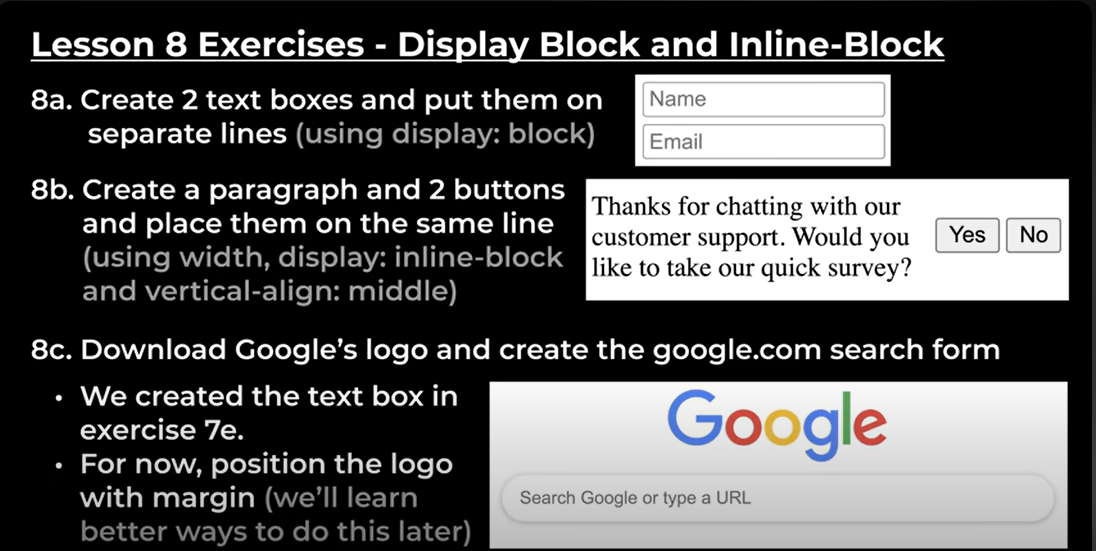 Lesson 8 Exercises - Display Block and Inline-Block
8a. Create 2 text boxes and put them on
separate lines (using display: block)
Name
Email
8b. Create a paragraph and 2 buttons
and place them on the same line
(using width, display: inline-block
and vertical-align: middle)
Thanks for chatting with our
customer support. Would you
like to take our quick survey?
Yes No
8c. Download Google’s logo and create the google.com search form
• We created the text box in
exercise 7e.
• For now, position the logo
with margin (we’ll learn
better ways to do this later)
Google
Search Google or type a URL